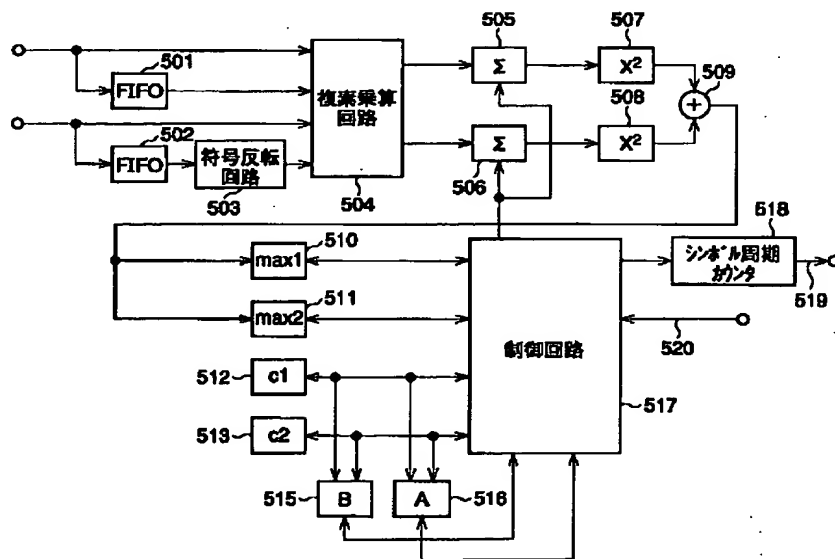 501
FIFO
502
FIFO
符号反転
回路
503
複素乗算
回路
504
505
Σ
506
Σ
507
X²
508
X²
509
+
510
max1
511
max2
512
c1
513
c2
515
B
A
516
制御回路
517
518
シンボル周期
カウンタ
519
520